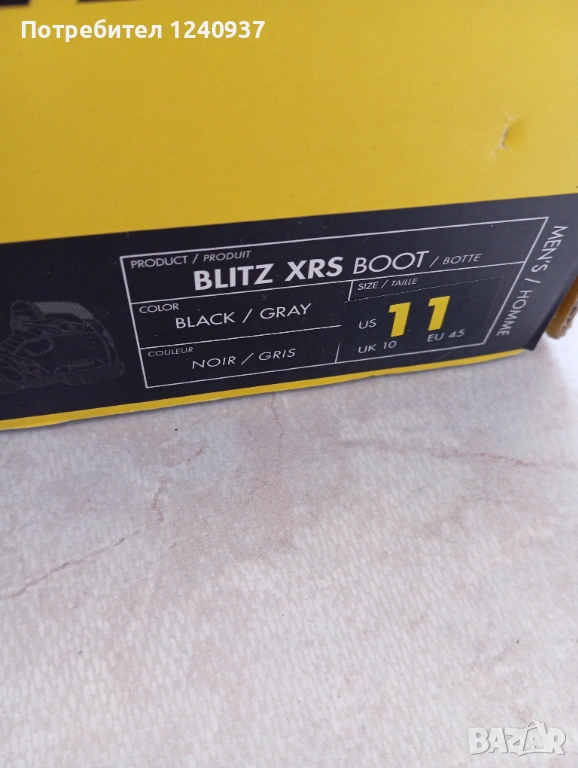 Потребител 1240937
PRODUCT / PRODUIT
BLITZ XRS BOOT / BOTTE
COLOR
BLACK / GRAY
COULEUR
NOIR / GRIS
SIZE / TAILLE
US 11
UK 10 EU 45
MEN'S / HOMME
BAZAR